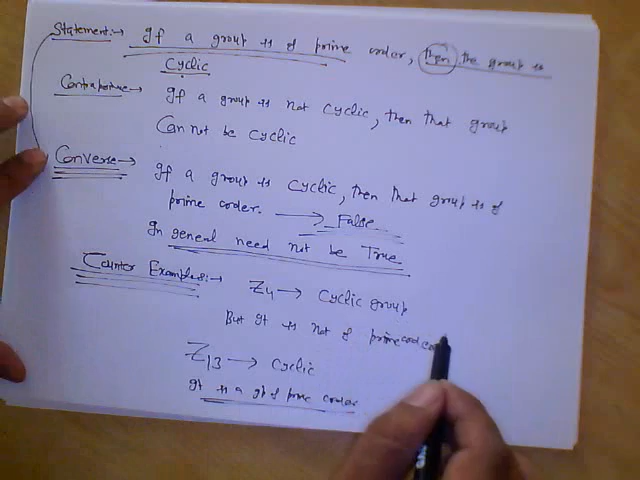 Statement:→ If a group is of prime order, then the group is
Cyclic
Contrapositive→ If a group is not cyclic, then that group
Can not be cyclic
Converse→ If a group is cyclic, then that group is of
prime order. → False
In general need not be True
Counter Examples:→ Z4 → Cyclic group
But It is not of prime order
Z13 → cyclic
It is a of prime order